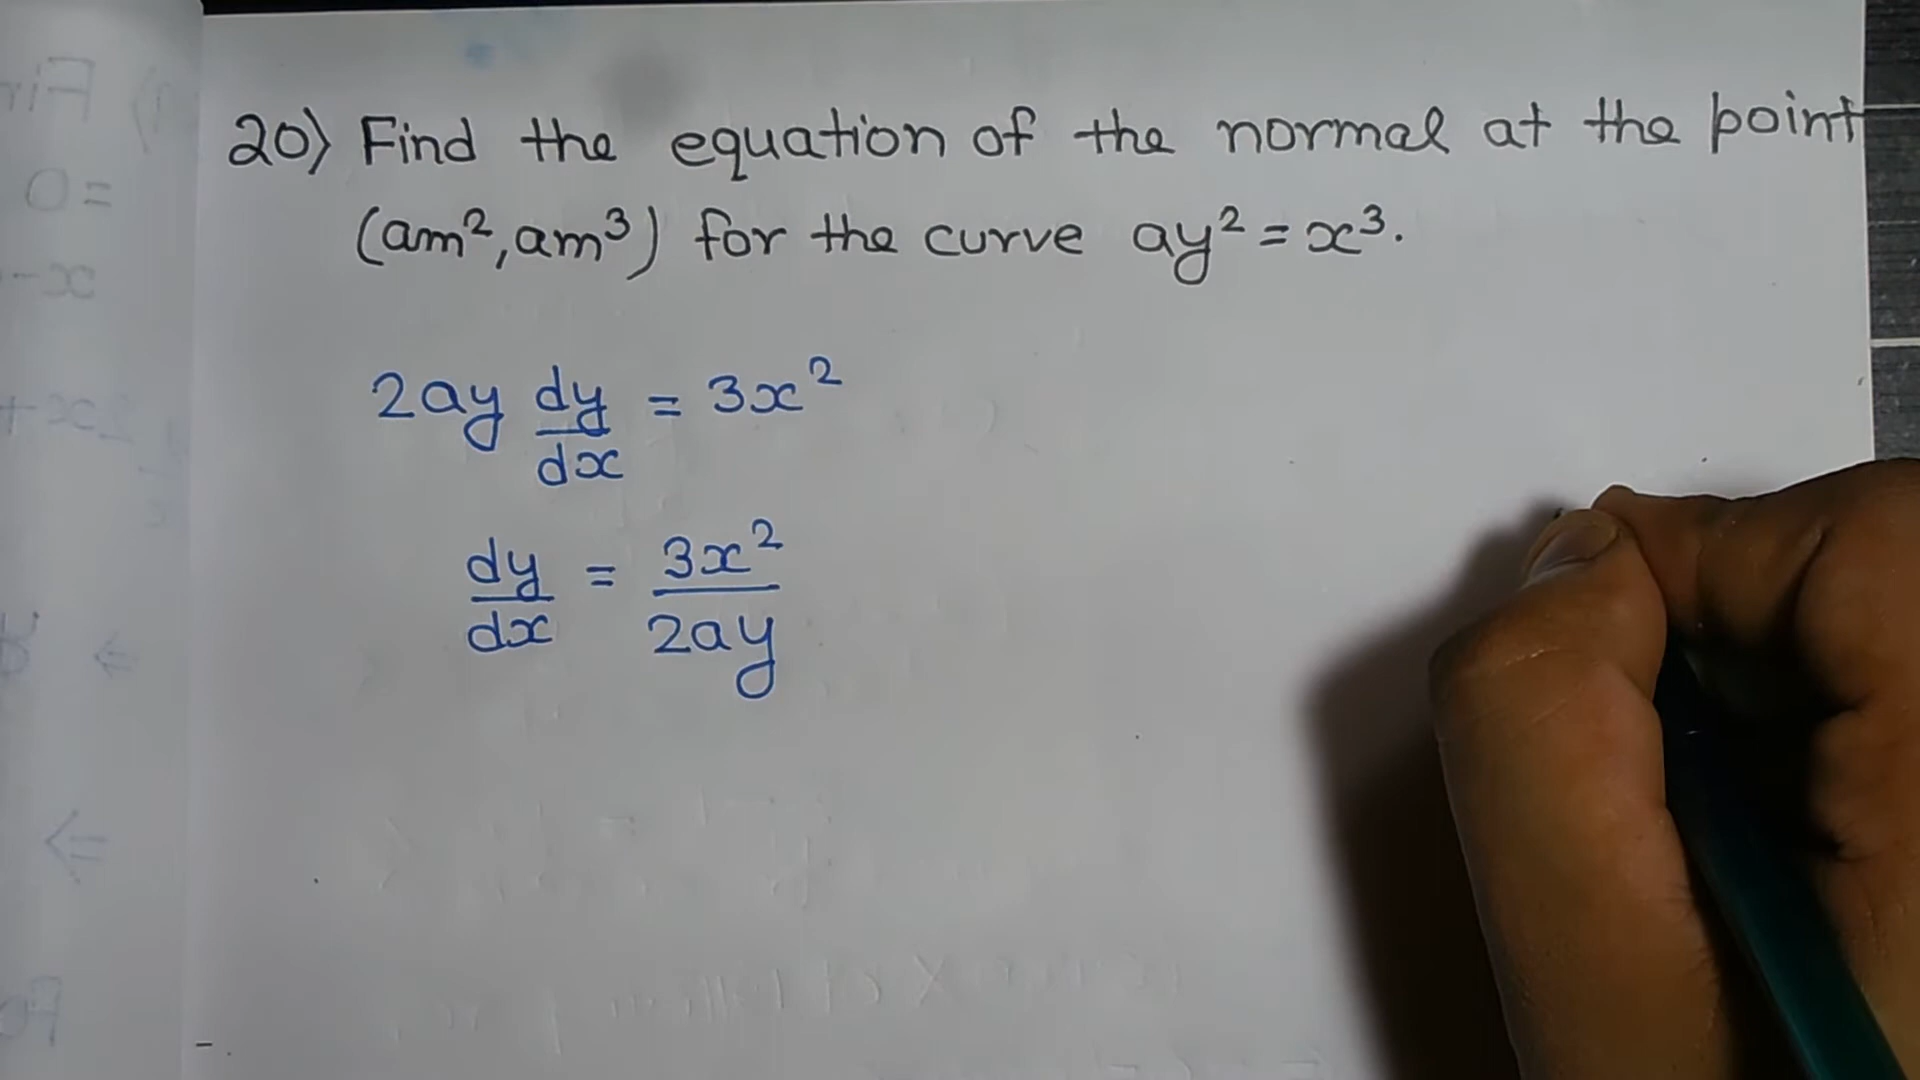 20) Find the equation of the normal at the point
(am², am³) for the curve ay² = x³.
2ay dy/dx = 3x²
dy/dx = 3x²/2ay